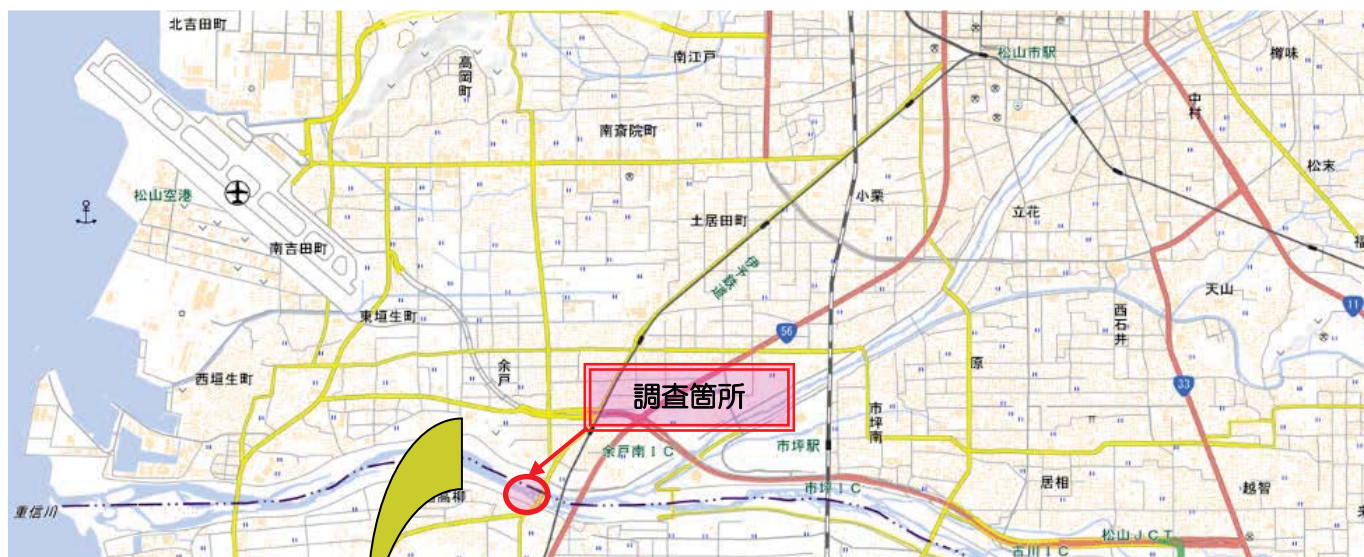 北吉田町
南江戸
松山市駅
樽味
高岡町
中村
南斎院町
松末
松山空港
小栗
土居田町
立花
南吉田町
伊予鉄道
天山
11
東垣生町
56
西石井
余戸
原
西垣生町
33
調査箇所
市坪南
余戸南IC
市坪駅
高柳
市坪IC
居相
越智
重信川
松山JCT
古川IC